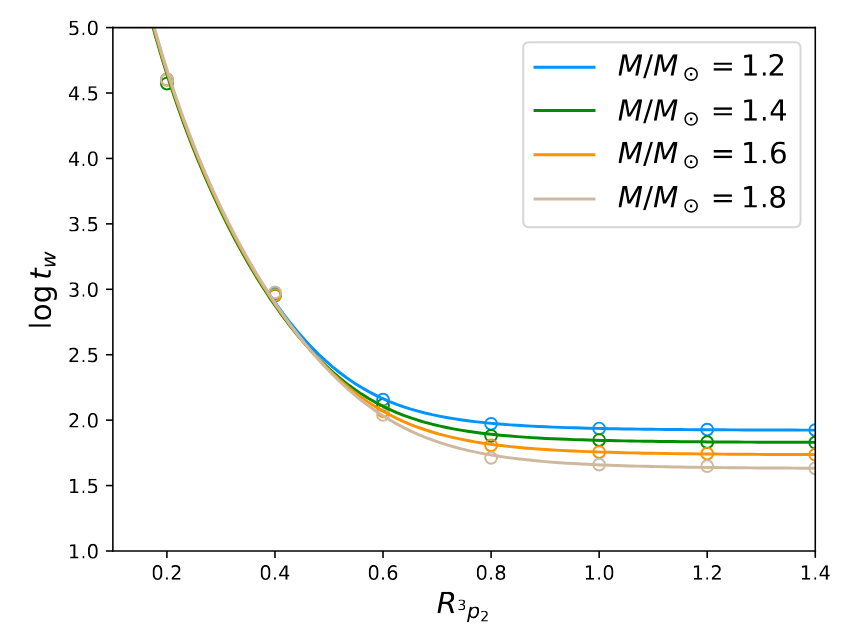 5.0
4.5
4.0
3.5
3.0
2.5
2.0
1.5
1.0
log t_w
M/M_⊙ = 1.2
M/M_⊙ = 1.4
M/M_⊙ = 1.6
M/M_⊙ = 1.8
0.2 0.4 0.6 0.8 1.0 1.2 1.4
R_{^3p_2}